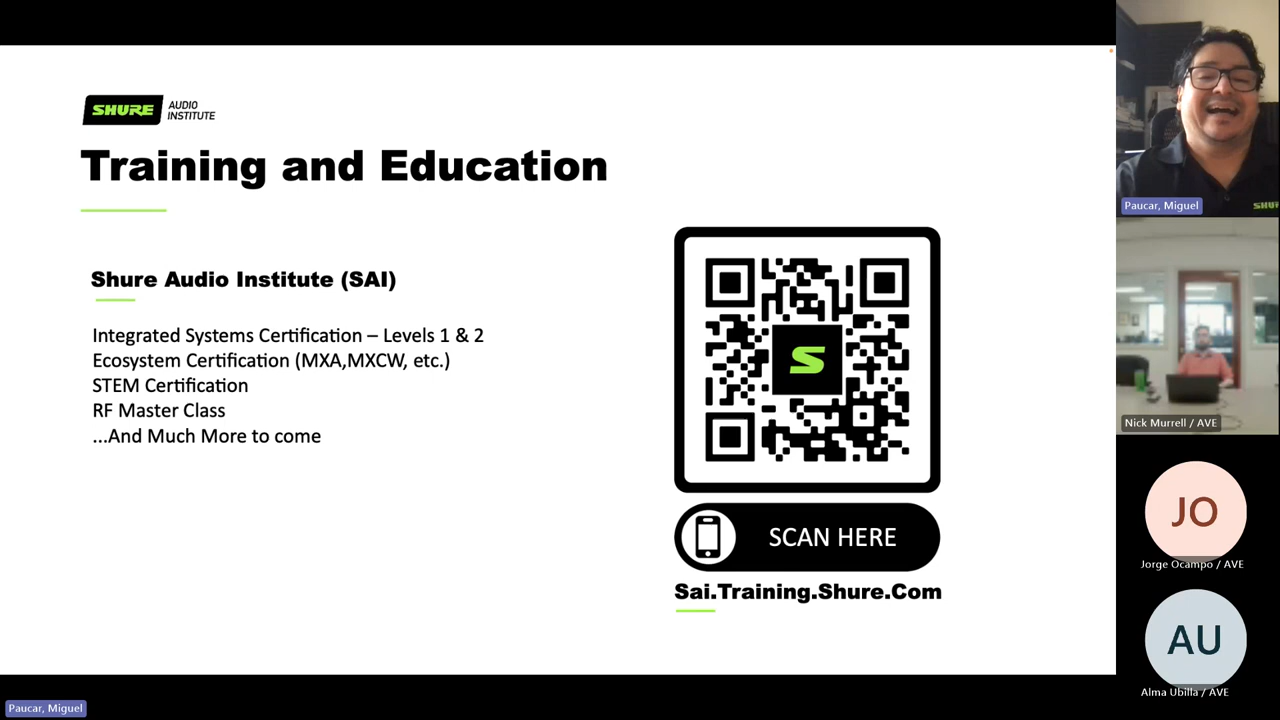 SHURE AUDIO
INSTITUTE
Training and Education
Shure Audio Institute (SAI)
Integrated Systems Certification – Levels 1 & 2
Ecosystem Certification (MXA,MXCW, etc.)
STEM Certification
RF Master Class
...And Much More to come
S
SCAN HERE
Sai.Training.Shure.Com
SHURE
Paucar, Miguel
Nick Murrell / AVE
JO
Jorge Ocampo / AVE
AU
Alma Ubilla / AVE
Paucar, Miguel